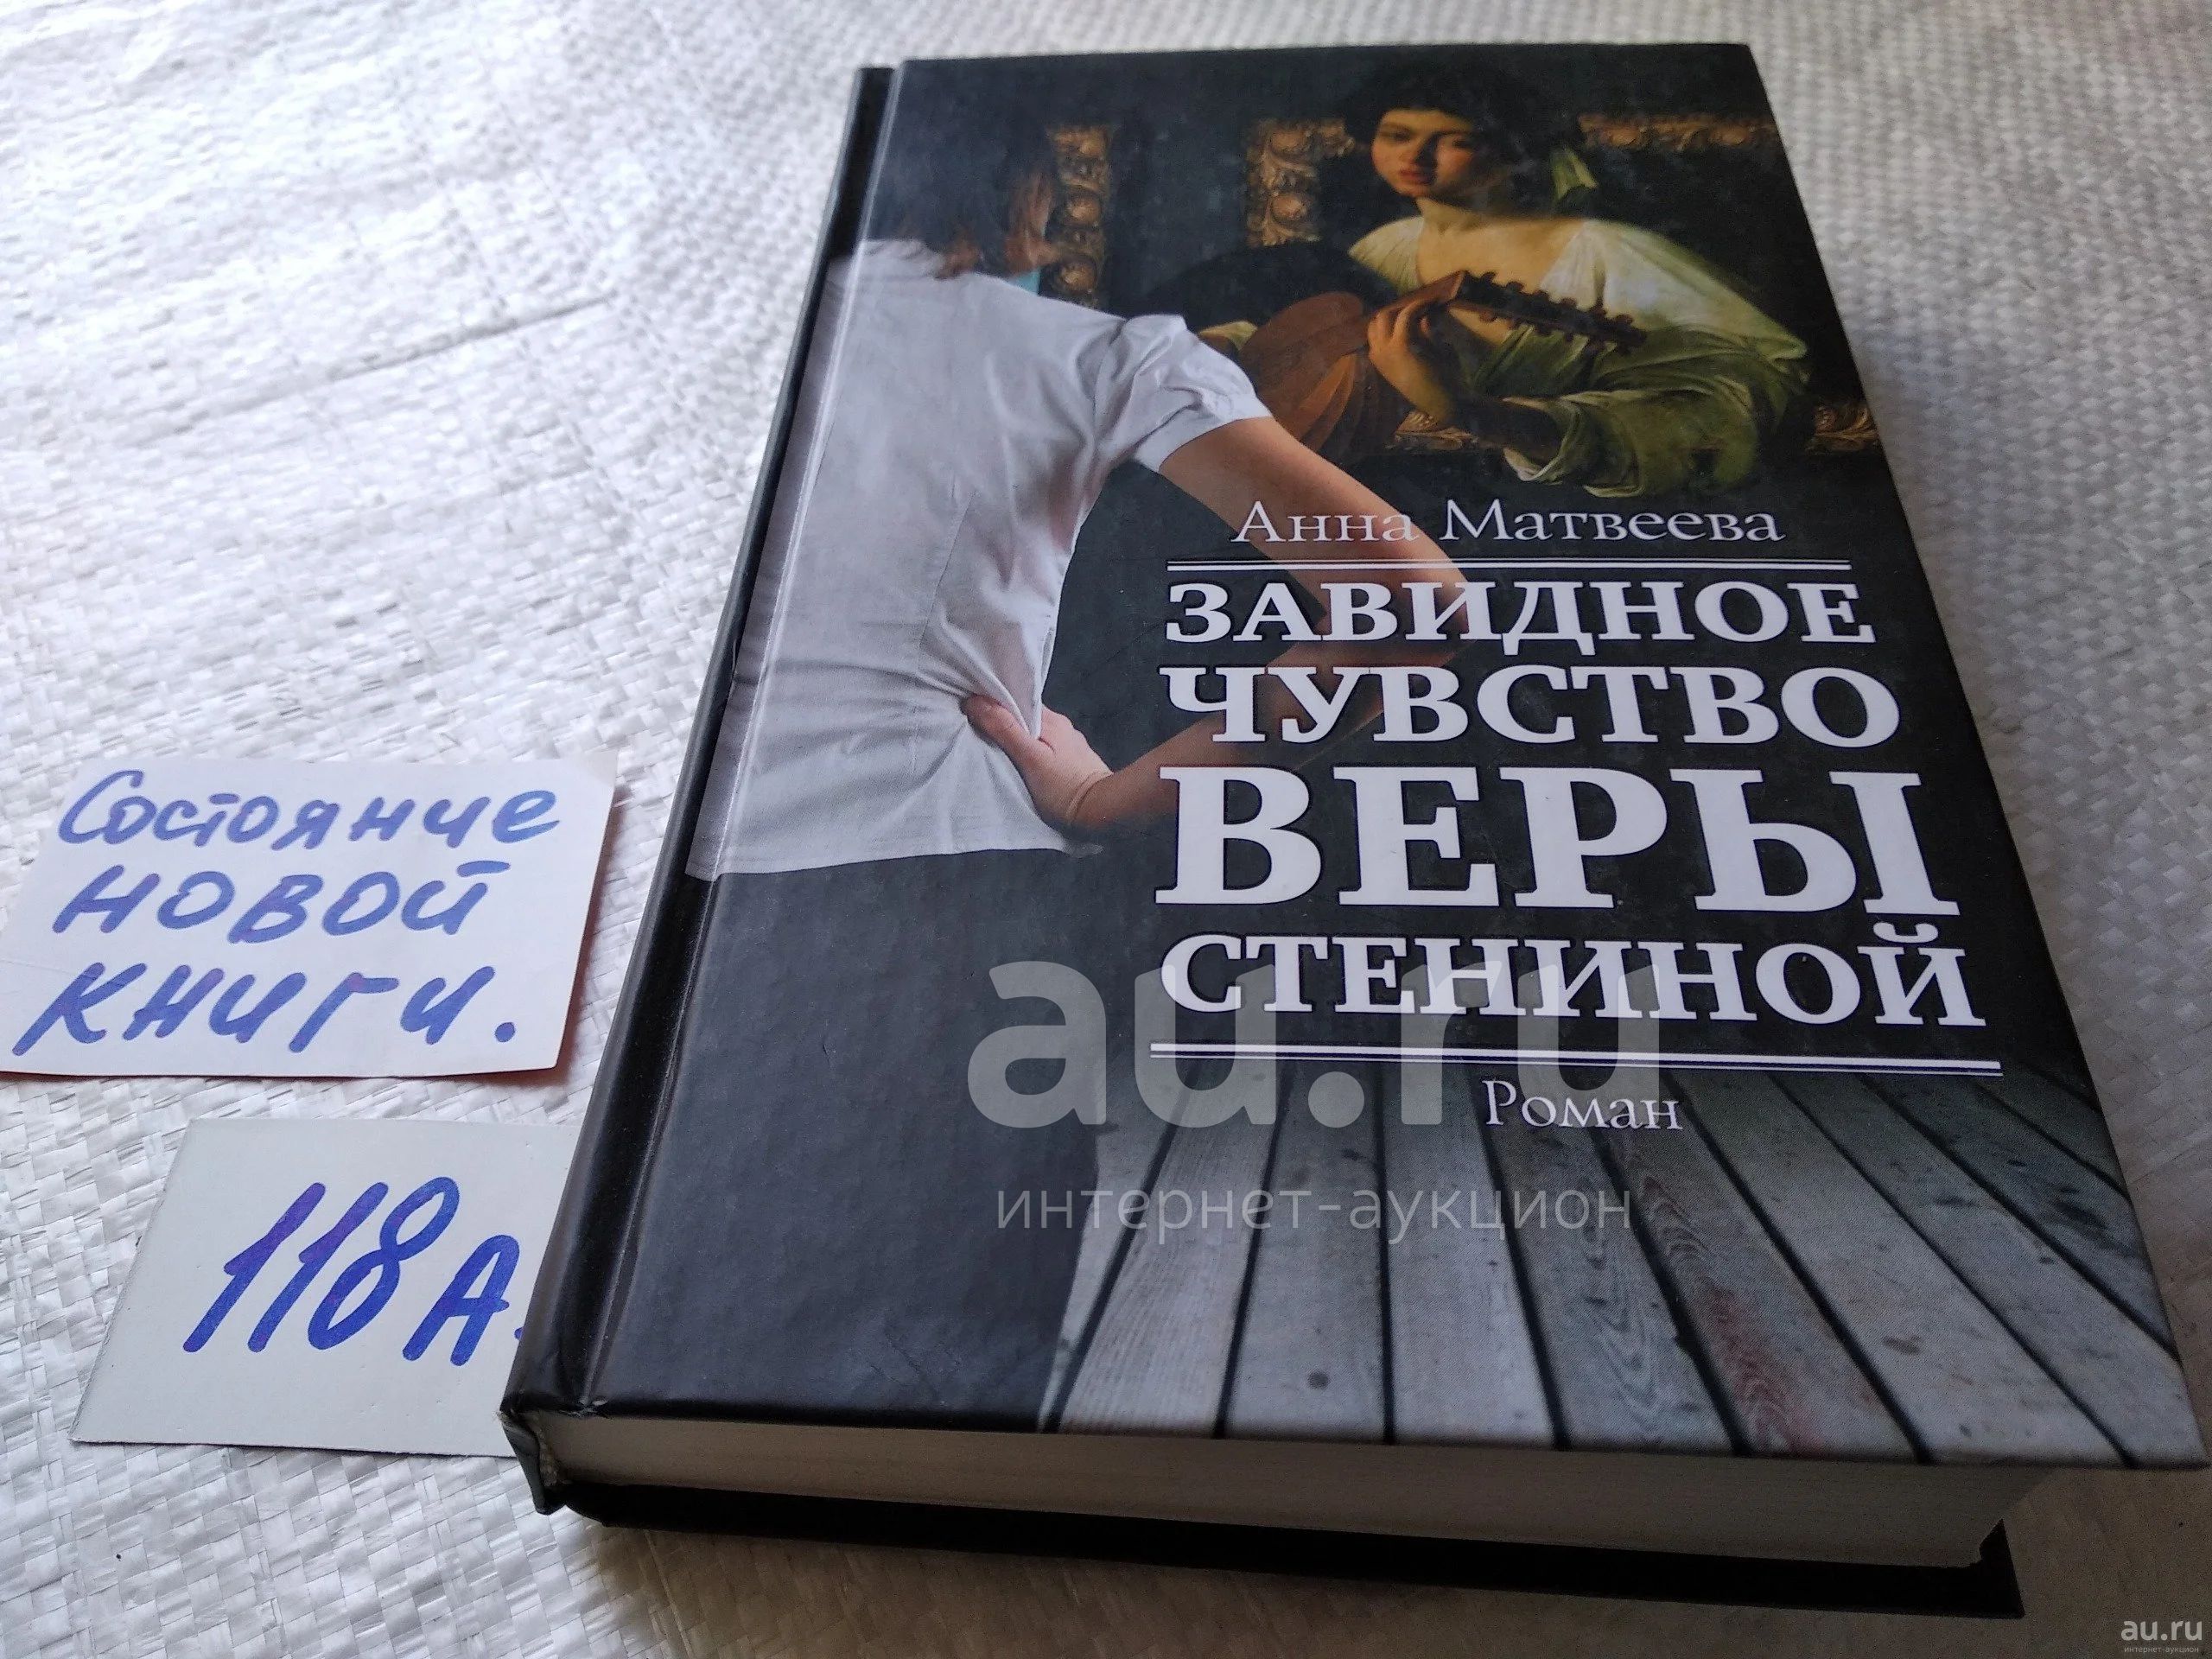 Анна Матвеева
ЗАВИДНОЕ
ЧУВСТВО
ВЕРЫ
СТЕНИНОЙ
Роман
Состояние
новой
книги.
118А.
au.ru
интернет-аукцион
au.ru
интернет-аукцион